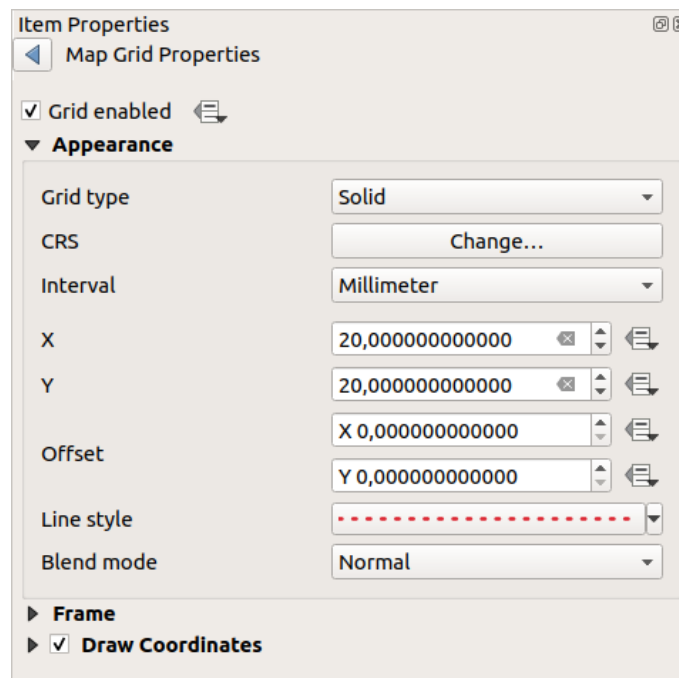 Item Properties
Map Grid Properties
Grid enabled
Appearance
Grid type Solid
CRS Change...
Interval Millimeter
X 20,000000000000
Y 20,000000000000
Offset X 0,000000000000
Y 0,000000000000
Line style
Blend mode Normal
Frame
Draw Coordinates